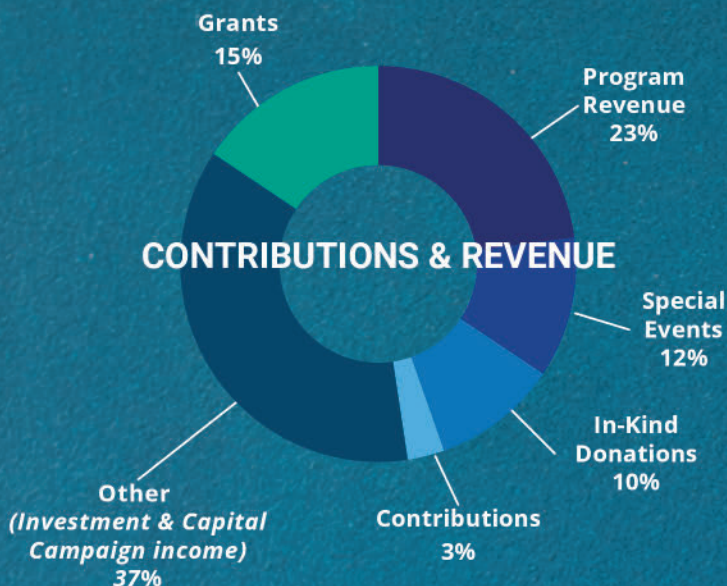 Grants
15%
Program
Revenue
23%
CONTRIBUTIONS & REVENUE
Special
Events
12%
In-Kind
Donations
10%
Contributions
3%
Other
(Investment & Capital
Campaign income)
37%